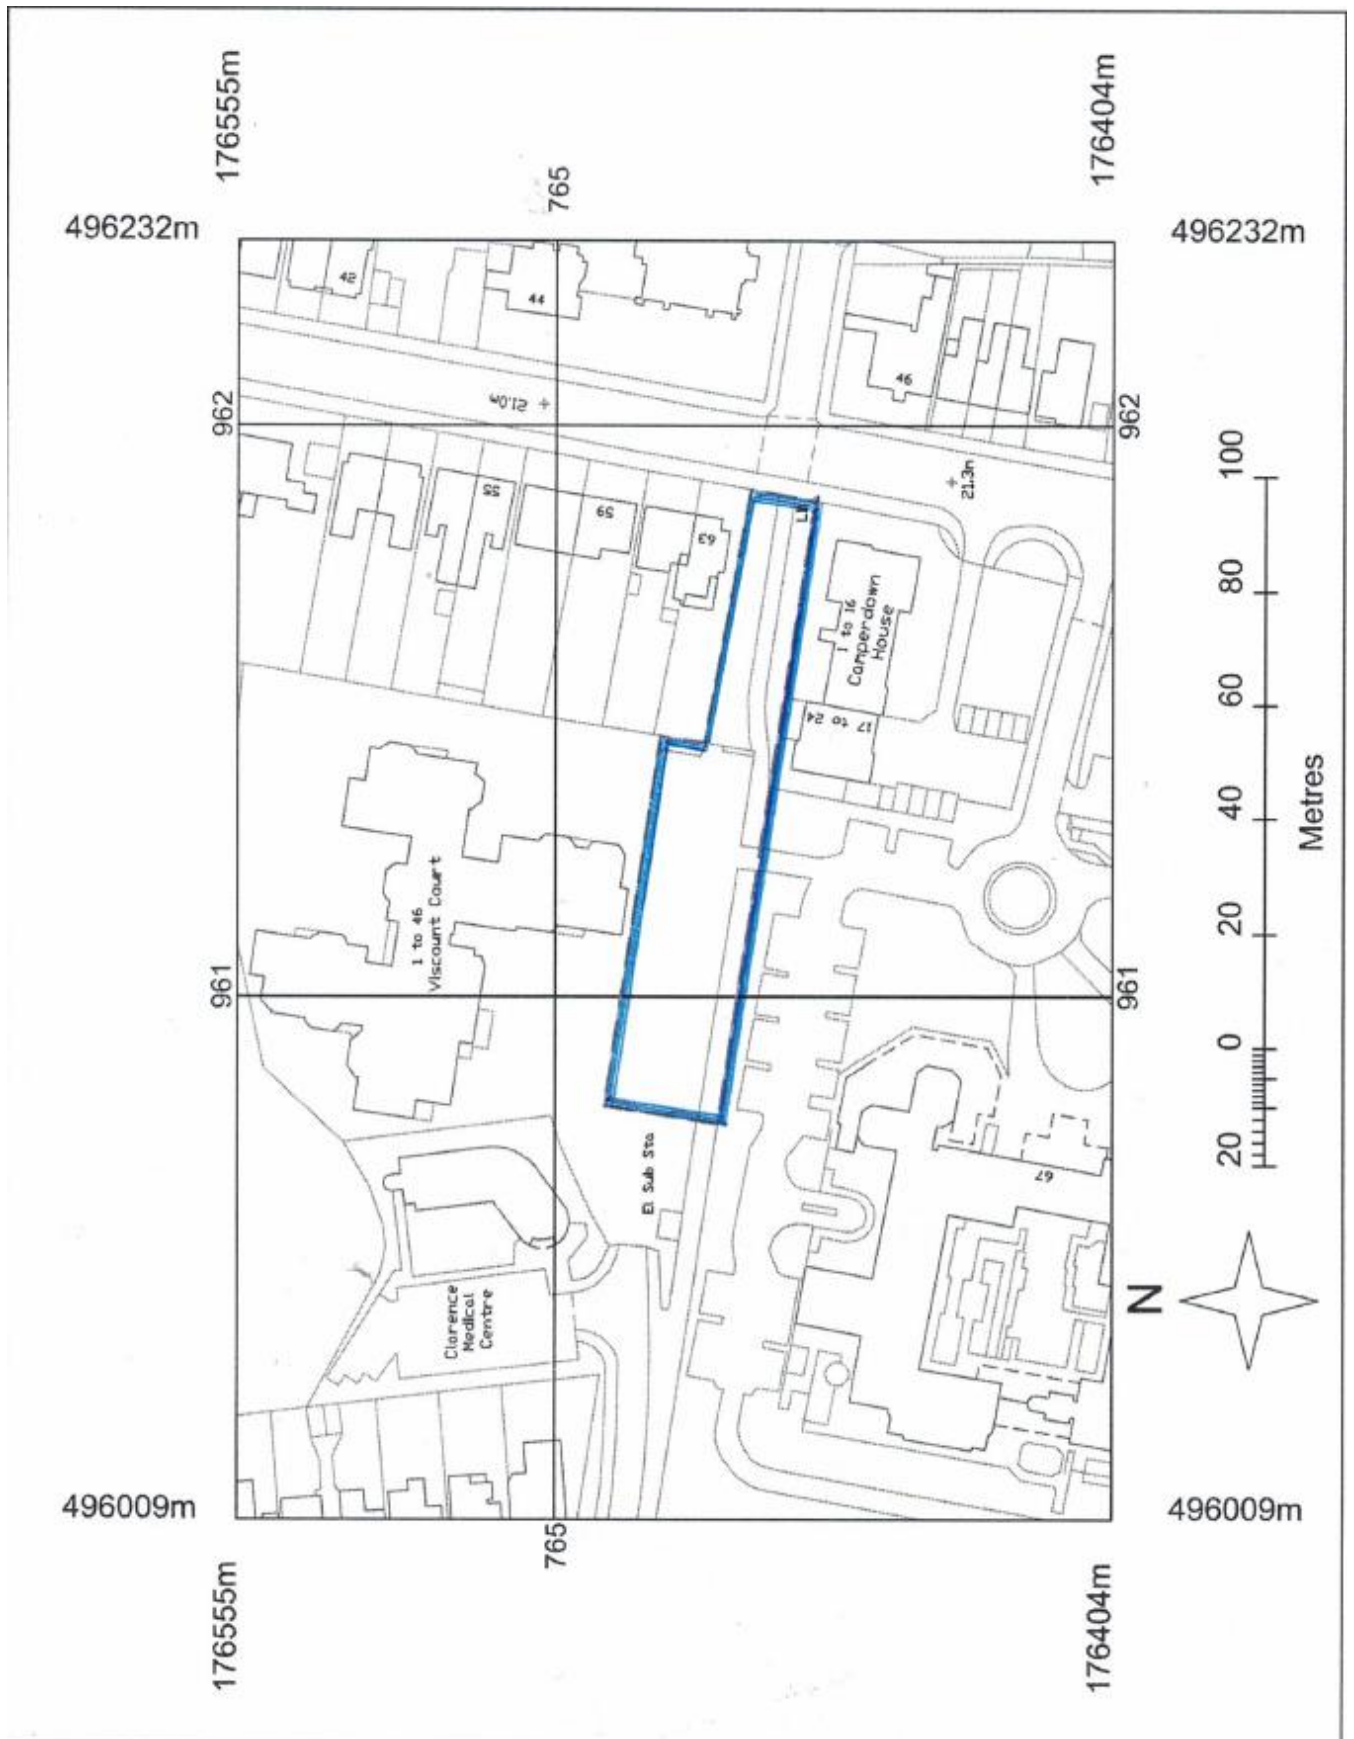 176555m
176404m
765
496232m
496232m
42
44
46
21.0m
962
962
21.3m
55
59
63
LB
1 to 16
Camperdown
House
17 to 24
1 to 46
Viscount Court
961
961
100
80
60
40
20
0
20
Metres
El Sub Sta
67
N
Clarence
Medical
Centre
496009m
496009m
765
176555m
176404m